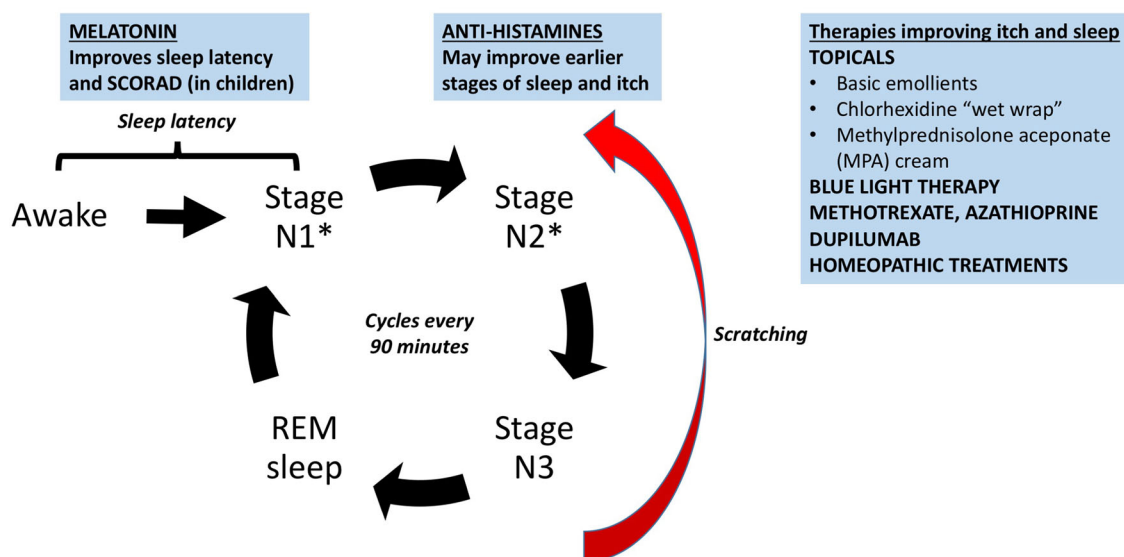 MELATONIN
Improves sleep latency
and SCORAD (in children)
ANTI-HISTAMINES
May improve earlier
stages of sleep and itch
Therapies improving itch and sleep
TOPICALS
• Basic emollients
• Chlorhexidine “wet wrap”
• Methylprednisolone aceponate
(MPA) cream
BLUE LIGHT THERAPY
METHOTREXATE, AZATHIOPRINE
DUPILUMAB
HOMEOPATHIC TREATMENTS
Sleep latency
Awake
Stage
N1*
Stage
N2*
Cycles every
90 minutes
Scratching
REM
sleep
Stage
N3